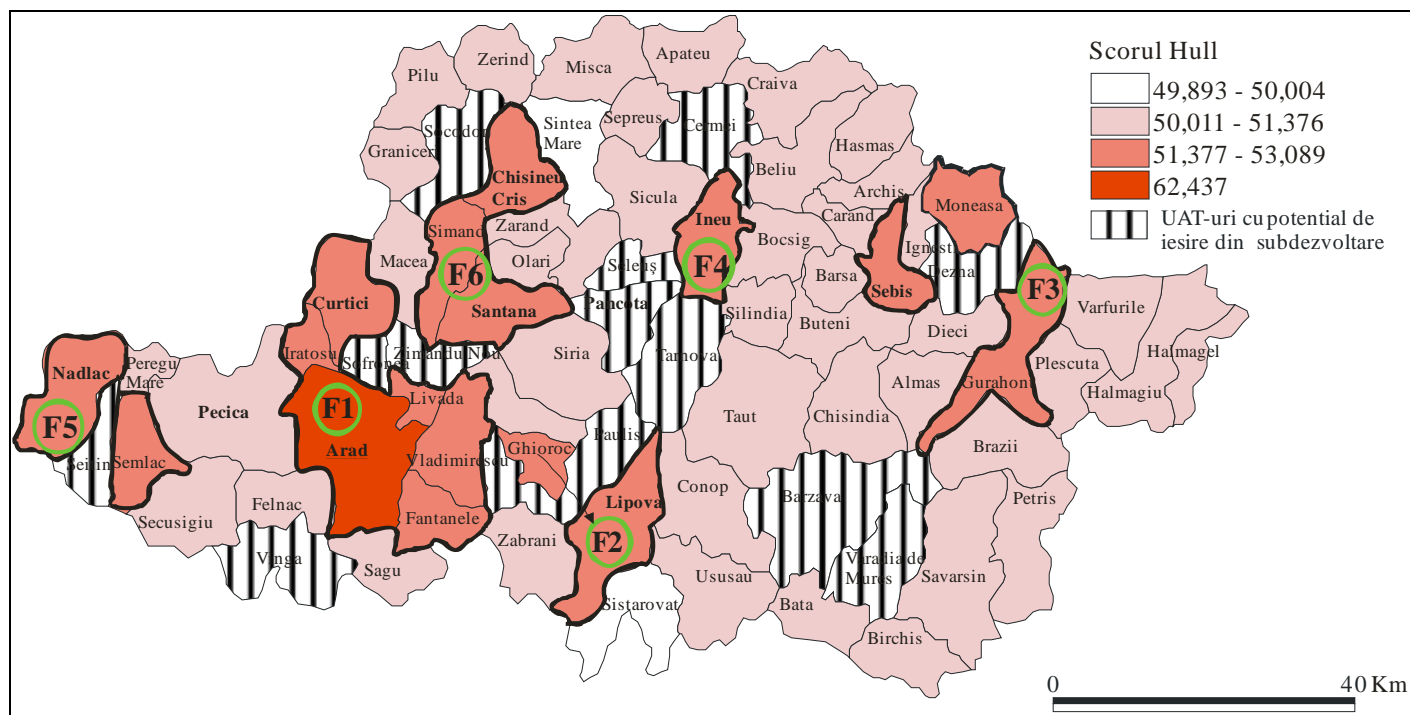 Scorul Hull
49,893 - 50,004
50,011 - 51,376
51,377 - 53,089
62,437
UAT-uri cu potential de
iesire din subdezvoltare
Zerind
Apateu
Pilu
Misca
Craiva
Sepreus
Socodor
Sintea
Mare
Cermei
Graniceri
Hasmas
Beliu
Chisineu
Cris
Sicula
Archis
Moneasa
Ineu
Carand
Simand
Zarand
Bocsig
Ignesti
Macea
Olari
Seleuş
Dezna
F6
F4
Barsa
F3
Sebis
Curtici
Santana
Pancota
Silindia
Buteni
Dieci
Varfurile
Iratosu
Sofronea
Zimandu Nou
Siria
Tarnova
Plescuta
Halmagel
Peregu
Mare
Nadlac
Almas
Gurahont
Halmagiu
Livada
F1
Pecica
Taut
Chisindia
F5
Arad
Paulis
Ghioroc
Brazii
Seitin
Semlac
Vladimirescu
Conop
Barzava
Petris
Lipova
Felnac
Secusigiu
Fantanele
Zabrani
F2
Vinga
Sagu
Ususau
Varadia de
Mures
Savarsin
Sistarovat
Bata
Birchis
0
40 Km